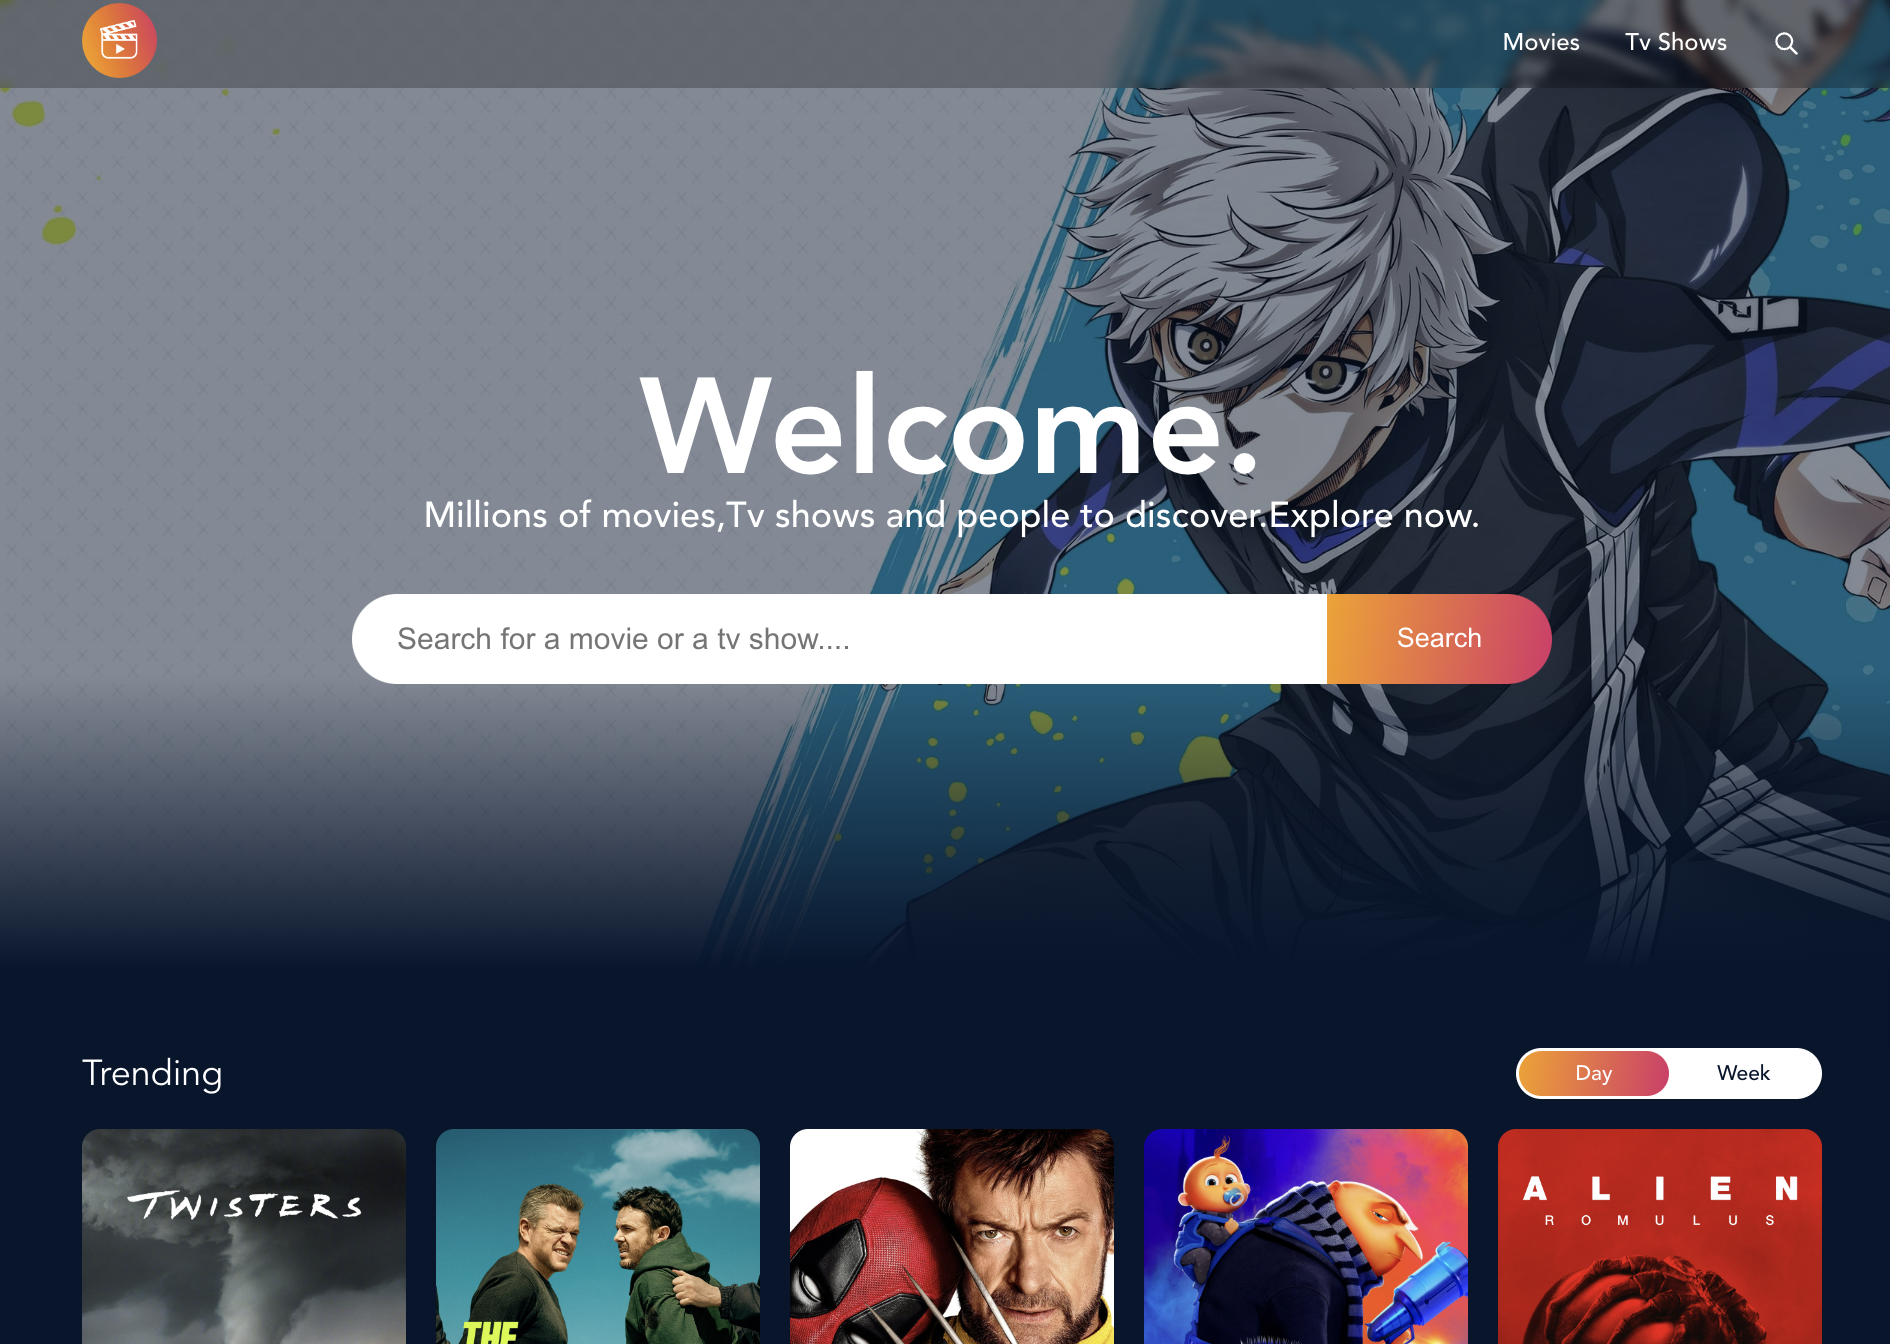 Movies
Tv Shows
Welcome.
Millions of movies,Tv shows and people to discover.Explore now.
TEAM
Search for a movie or a tv show....
Search
Trending
Day
Week
TWISTERS
THE
ALIEN
ROMULUS